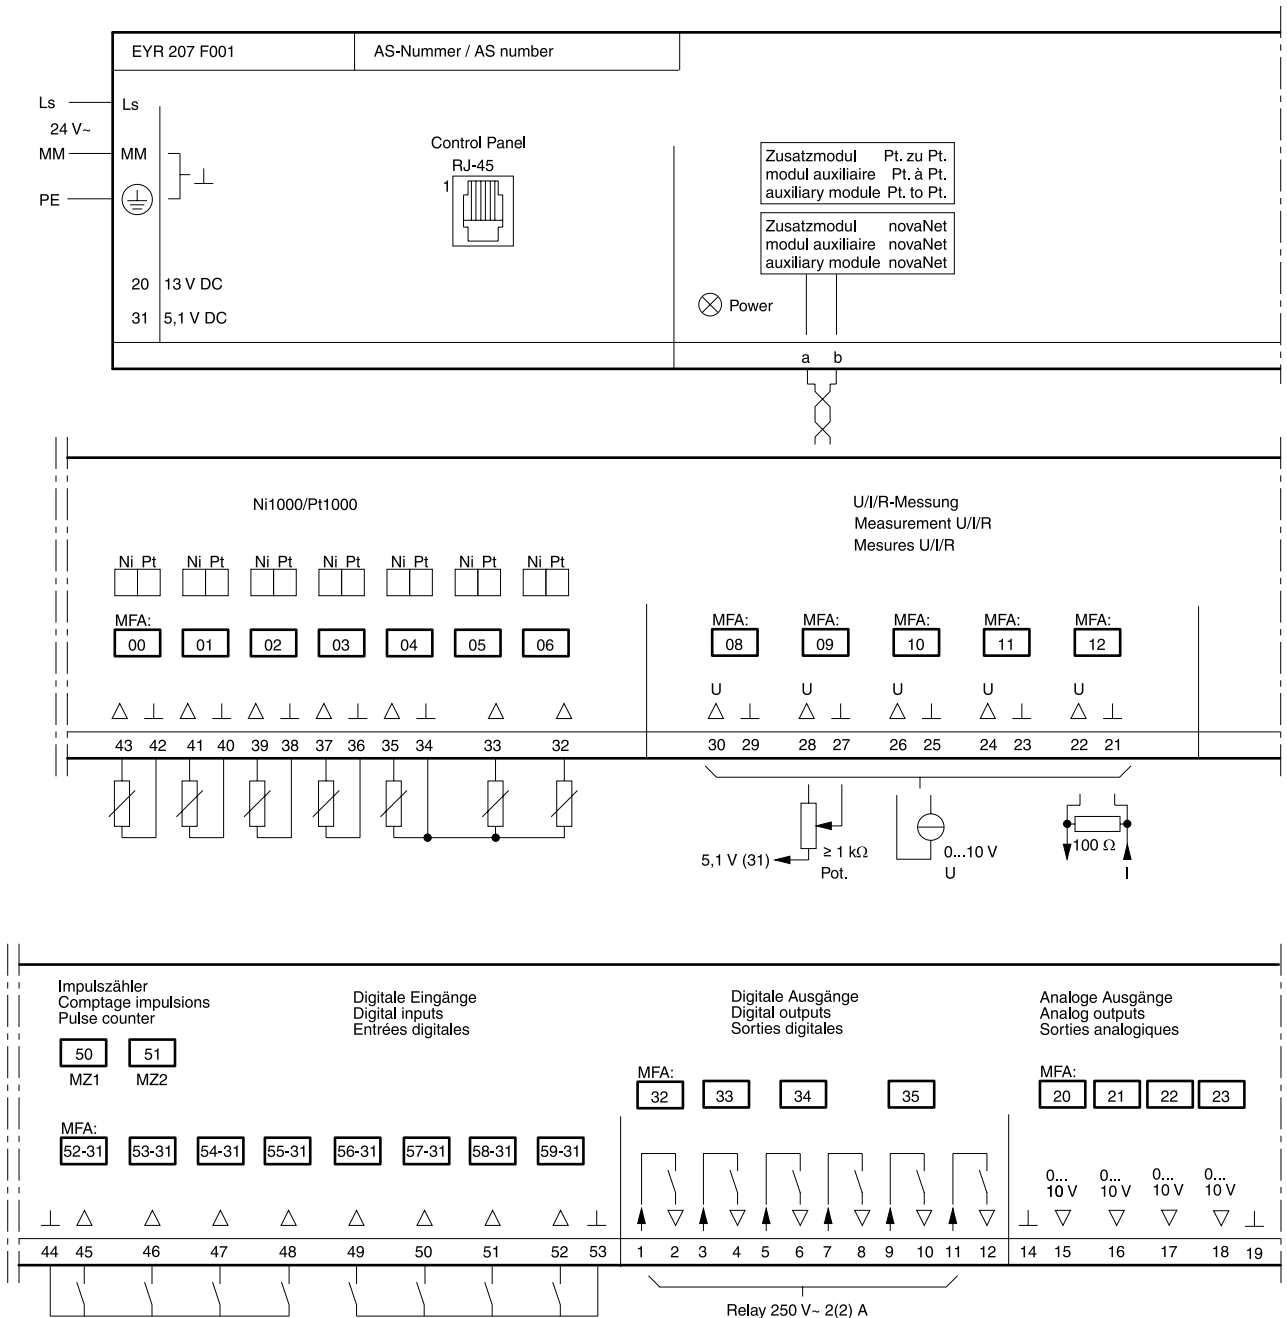 EYR 207 F001 AS-Nummer / AS number
Ls Ls
24 V~
MM MM
PE
Control Panel
RJ-45
1
Zusatzmodul Pt. zu Pt.
modul auxiliaire Pt. à Pt.
auxiliary module Pt. to Pt.
Zusatzmodul novaNet
modul auxiliaire novaNet
auxiliary module novaNet
20 13 V DC
31 5,1 V DC
Power
a b
Ni1000/Pt1000
U/I/R-Messung
Measurement U/I/R
Mesures U/I/R
Ni Pt Ni Pt Ni Pt Ni Pt Ni Pt Ni Pt Ni Pt
MFA: MFA: MFA: MFA: MFA: MFA:
00 01 02 03 04 05 06 08 09 10 11 12
U U U U U
43 42 41 40 39 38 37 36 35 34 33 32 30 29 28 27 26 25 24 23 22 21
5,1 V (31)
≥ 1 kΩ
Pot.
0...10 V
U
100 Ω
I
Impulszähler
Comptage impulsions
Pulse counter
Digitale Eingänge
Digital inputs
Entrées digitales
Digitale Ausgänge
Digital outputs
Sorties digitales
Analoge Ausgänge
Analog outputs
Sorties analogiques
50 51
MZ1 MZ2
MFA: MFA:
32 33 34 35 20 21 22 23
MFA:
52-31 53-31 54-31 55-31 56-31 57-31 58-31 59-31
0... 0... 0... 0...
10 V 10 V 10 V 10 V
44 45 46 47 48 49 50 51 52 53 1 2 3 4 5 6 7 8 9 10 11 12 14 15 16 17 18 19
Relay 250 V~ 2(2) A